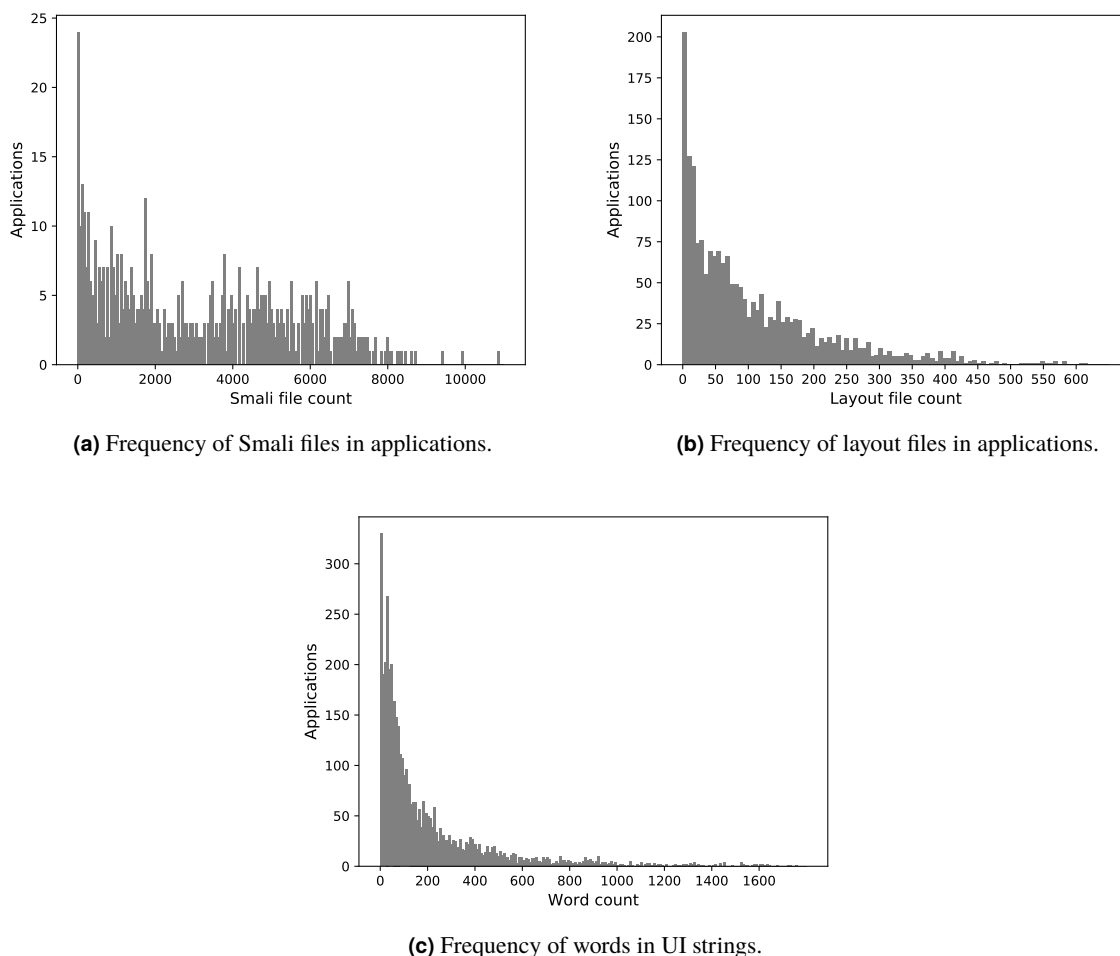 25
20
15
10
5
0
Applications
0 2000 4000 6000 8000 10000
Smali file count
(a) Frequency of Smali files in applications.
200
175
150
125
100
75
50
25
0
Applications
0 50 100 150 200 250 300 350 400 450 500 550 600
Layout file count
(b) Frequency of layout files in applications.
300
250
200
150
100
50
0
Applications
0 200 400 600 800 1000 1200 1400 1600
Word count
(c) Frequency of words in UI strings.